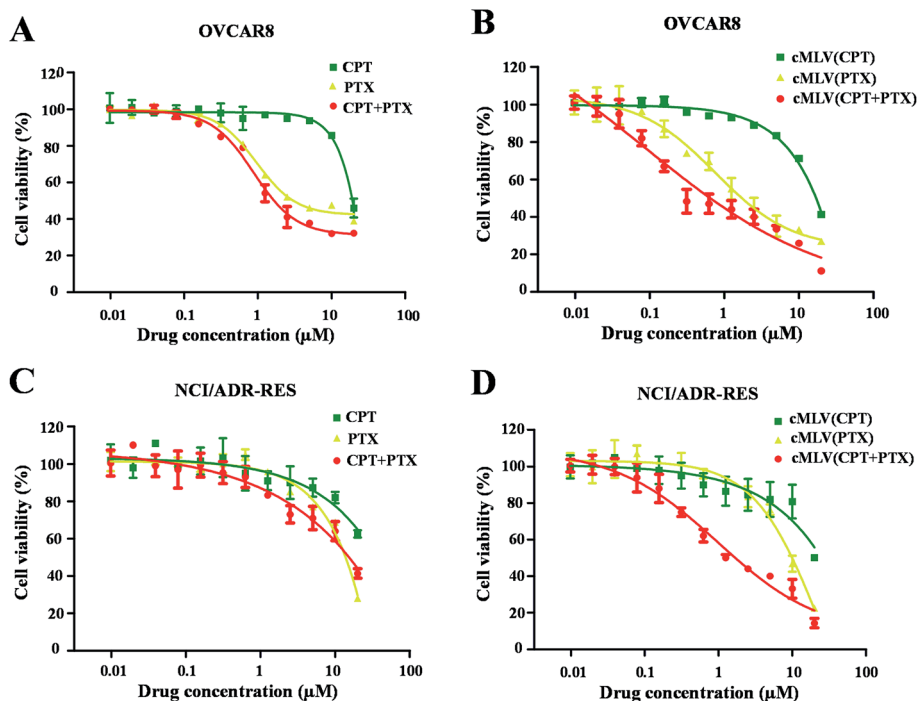 A
OVCAR8
CPT
PTX
CPT+PTX
Cell viability (%)
120
100
80
60
40
20
0
0.01
0.1
1
10
100
Drug concentration (µM)
B
OVCAR8
cMLV(CPT)
cMLV(PTX)
cMLV(CPT+PTX)
Cell viability (%)
120
100
80
60
40
20
0
0.01
0.1
1
10
100
Drug concentration (µM)
C
NCI/ADR-RES
CPT
PTX
CPT+PTX
Cell viability (%)
120
100
80
60
40
20
0
0.01
0.1
1
10
100
Drug concentration (µM)
D
NCI/ADR-RES
cMLV(CPT)
cMLV(PTX)
cMLV(CPT+PTX)
Cell viability (%)
120
100
80
60
40
20
0
0.01
0.1
1
10
100
Drug concentration (µM)